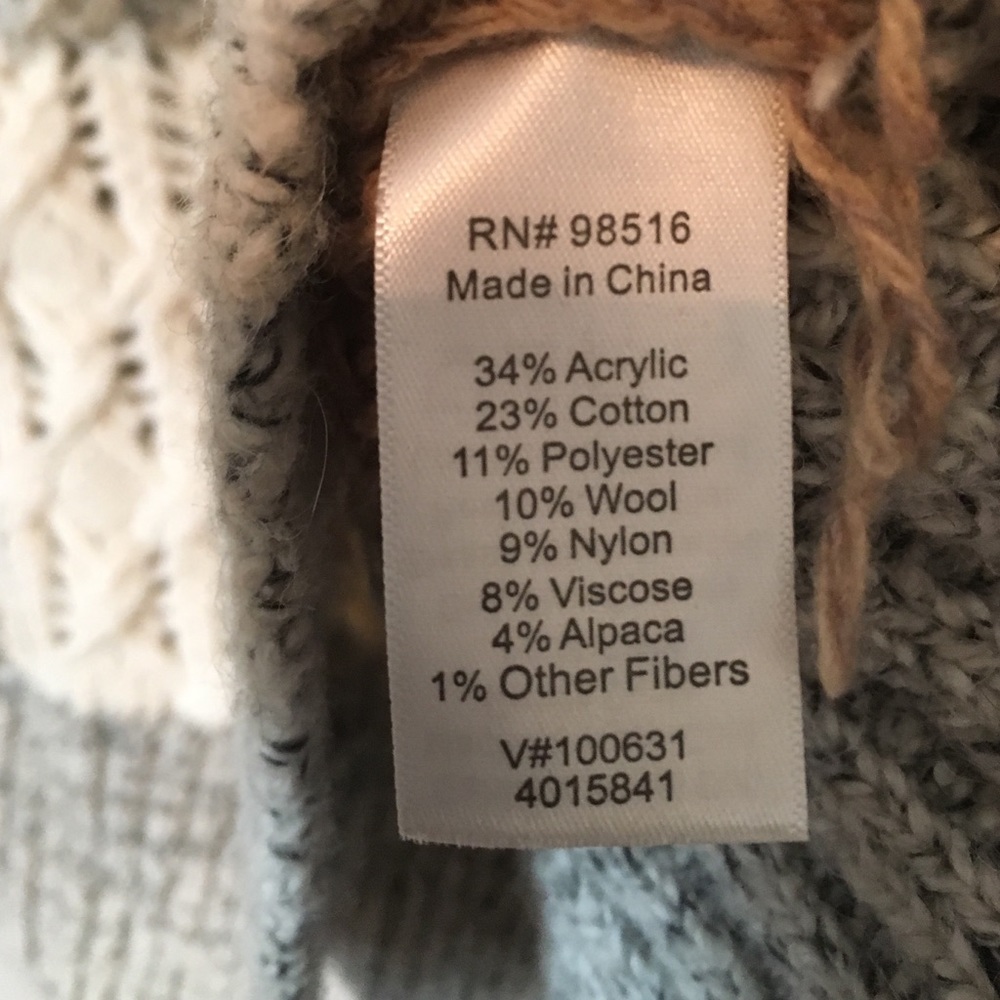 RN# 98516
Made in China
34% Acrylic
23% Cotton
11% Polyester
10% Wool
9% Nylon
8% Viscose
4% Alpaca
1% Other Fibers
V#100631
4015841